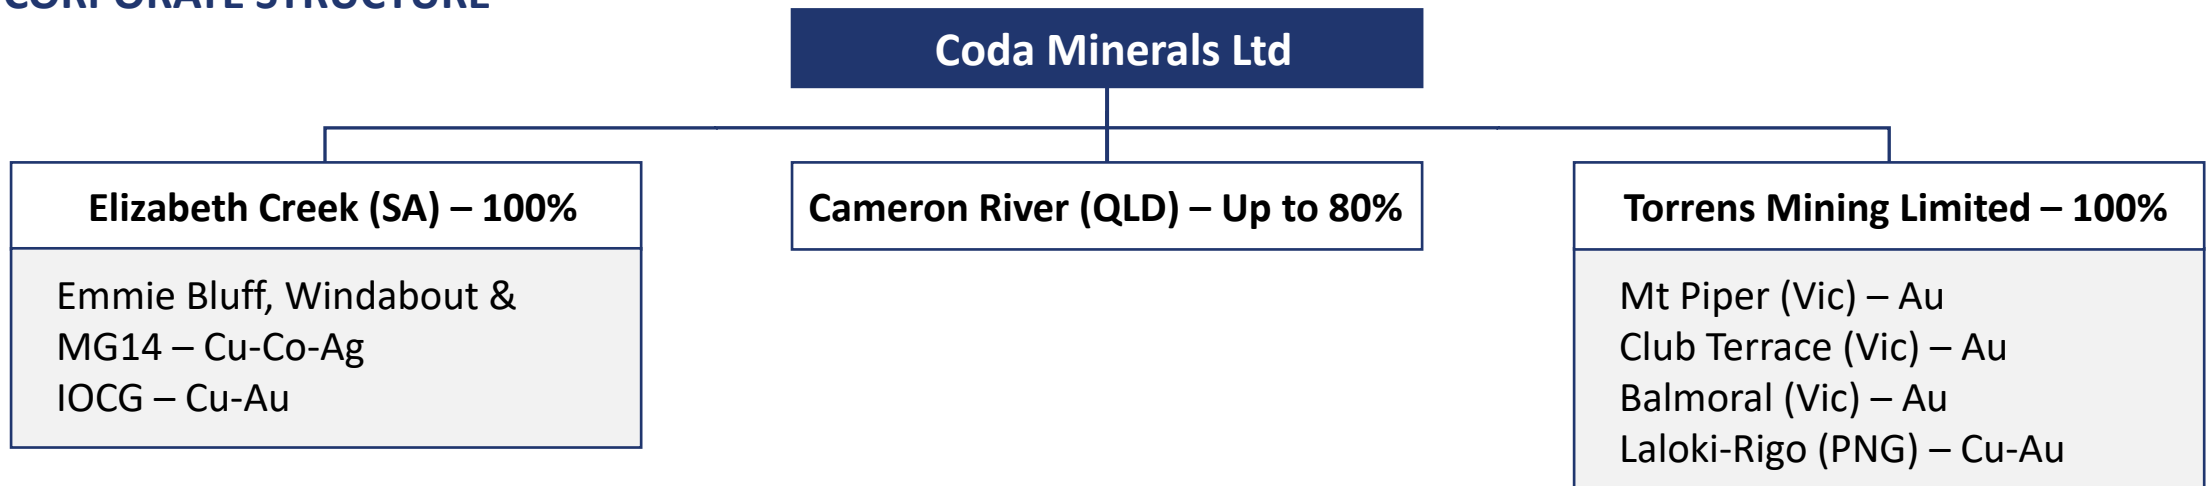 CORPORATE STRUCTURE
Coda Minerals Ltd
Elizabeth Creek (SA) – 100%
Emmie Bluff, Windabout &
MG14 – Cu-Co-Ag
IOCG – Cu-Au
Cameron River (QLD) – Up to 80%
Torrens Mining Limited – 100%
Mt Piper (Vic) – Au
Club Terrace (Vic) – Au
Balmoral (Vic) – Au
Laloki-Rigo (PNG) – Cu-Au